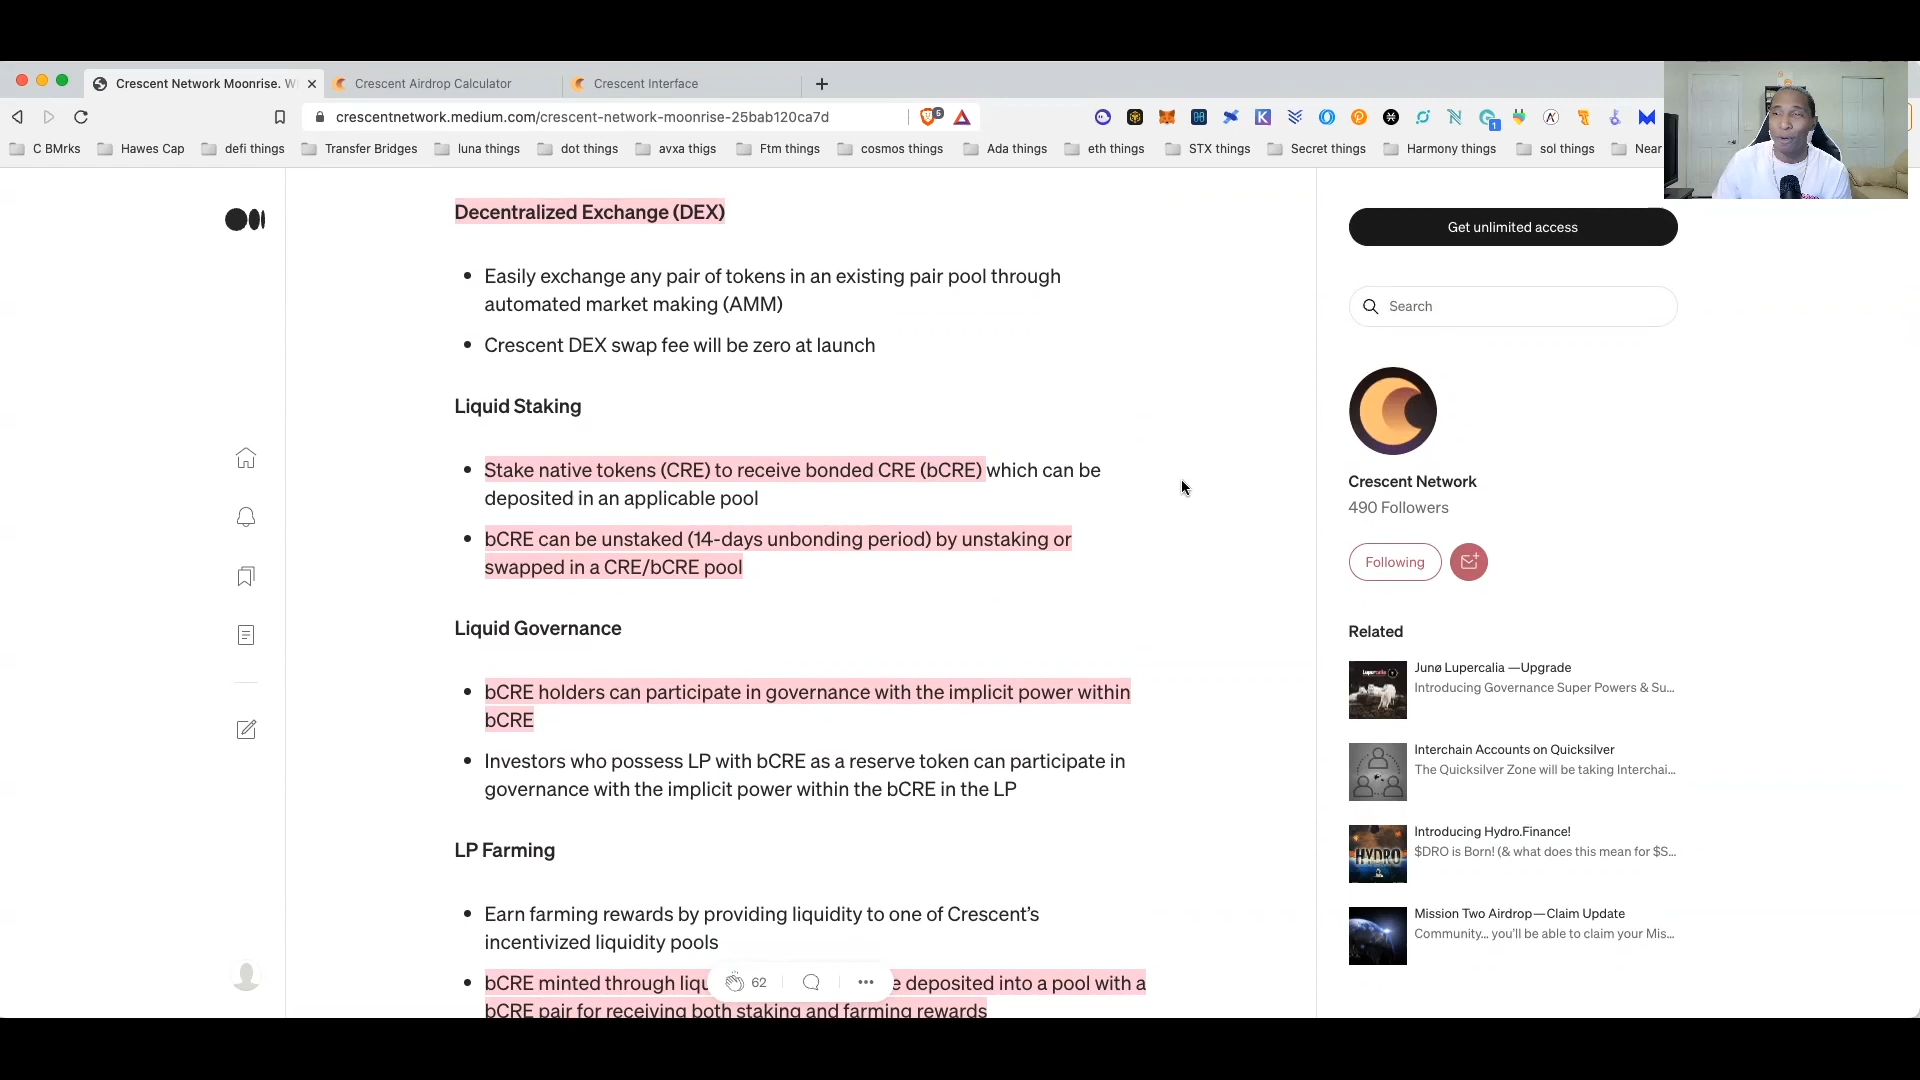 Crescent Network Moonrise. W
Crescent Airdrop Calculator
Crescent Interface
crescentnetwork.medium.com/crescent-network-moonrise-25bab120ca7d
6
1
C BMrks
Hawes Cap
defi things
Transfer Bridges
luna things
dot things
avxa thigs
Ftm things
cosmos things
Ada things
eth things
STX things
Secret things
Harmony things
sol things
Near
Decentralized Exchange (DEX)
• Easily exchange any pair of tokens in an existing pair pool through
automated market making (AMM)
• Crescent DEX swap fee will be zero at launch
Liquid Staking
• Stake native tokens (CRE) to receive bonded CRE (bCRE) which can be
deposited in an applicable pool
• bCRE can be unstaked (14-days unbonding period) by unstaking or
swapped in a CRE/bCRE pool
Liquid Governance
• bCRE holders can participate in governance with the implicit power within
bCRE
• Investors who possess LP with bCRE as a reserve token can participate in
governance with the implicit power within the bCRE in the LP
LP Farming
• Earn farming rewards by providing liquidity to one of Crescent’s
incentivized liquidity pools
• bCRE minted through liqu e deposited into a pool with a
bCRE pair for receiving both staking and farming rewards
62
Get unlimited access
Search
Crescent Network
490 Followers
Following
Related
Junø Lupercalia —Upgrade
Introducing Governance Super Powers & Su...
Interchain Accounts on Quicksilver
The Quicksilver Zone will be taking Interchai...
Introducing Hydro.Finance!
$DRO is Born! (& what does this mean for $S...
HYDRO
Mission Two Airdrop—Claim Update
Community... you’ll be able to claim your Mis...